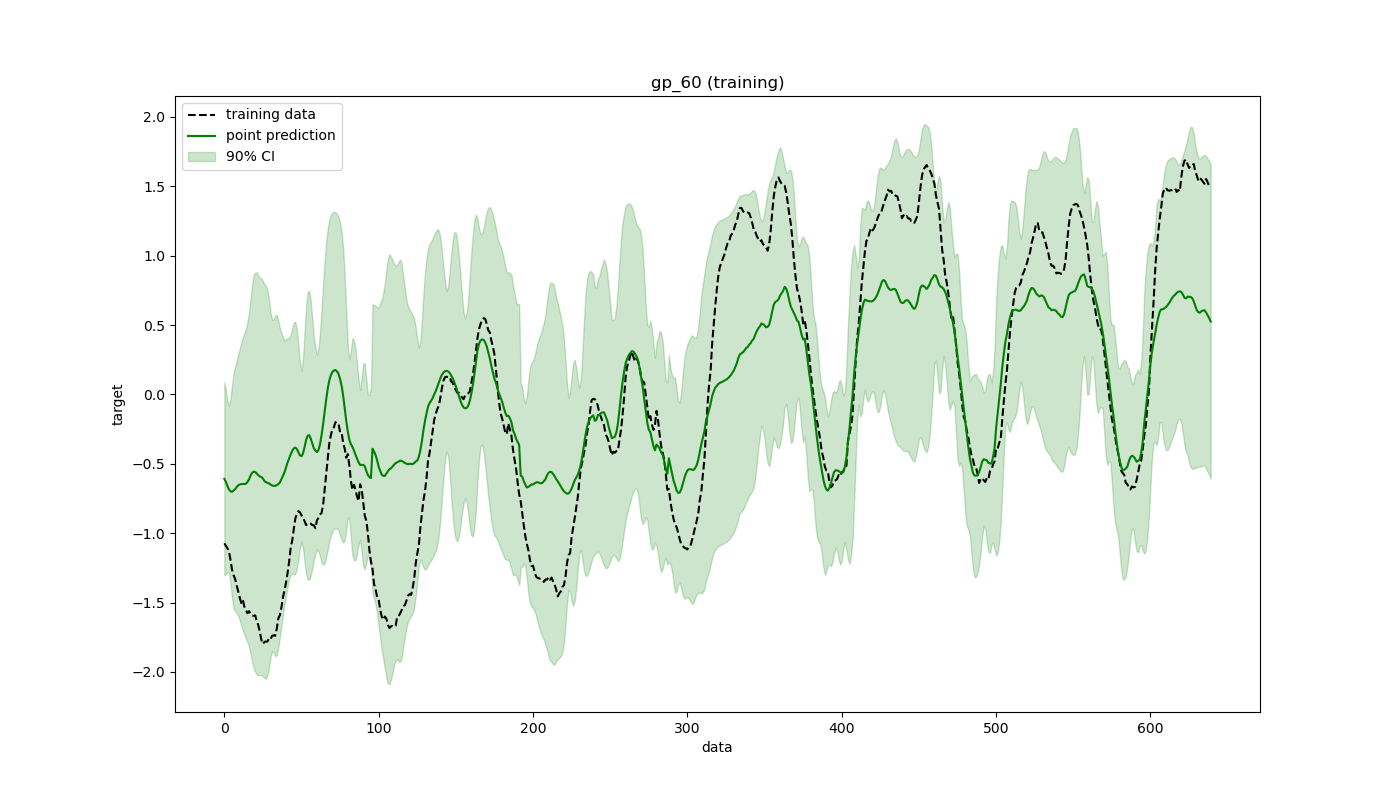 gp_60 (training)
training data
point prediction
90% CI
2.0
1.5
1.0
0.5
0.0
−0.5
−1.0
−1.5
−2.0
target
0 100 200 300 400 500 600
data